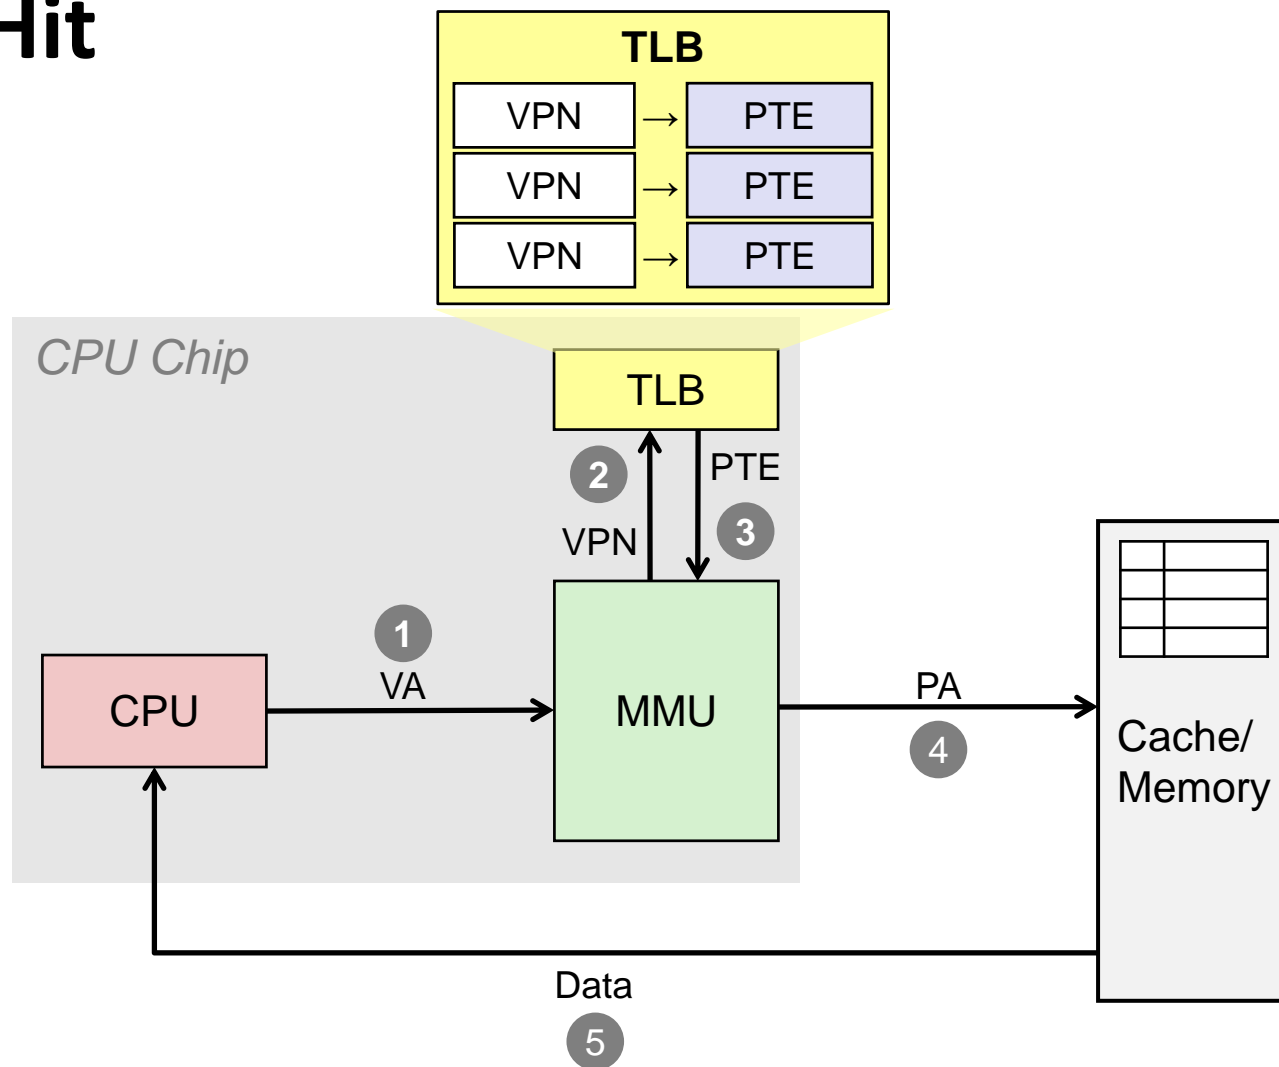 Hit
TLB
VPN → PTE
VPN → PTE
VPN → PTE
CPU Chip
TLB
2
PTE
VPN
3
1
VA
CPU
MMU
PA
4
Cache/
Memory
Data
5